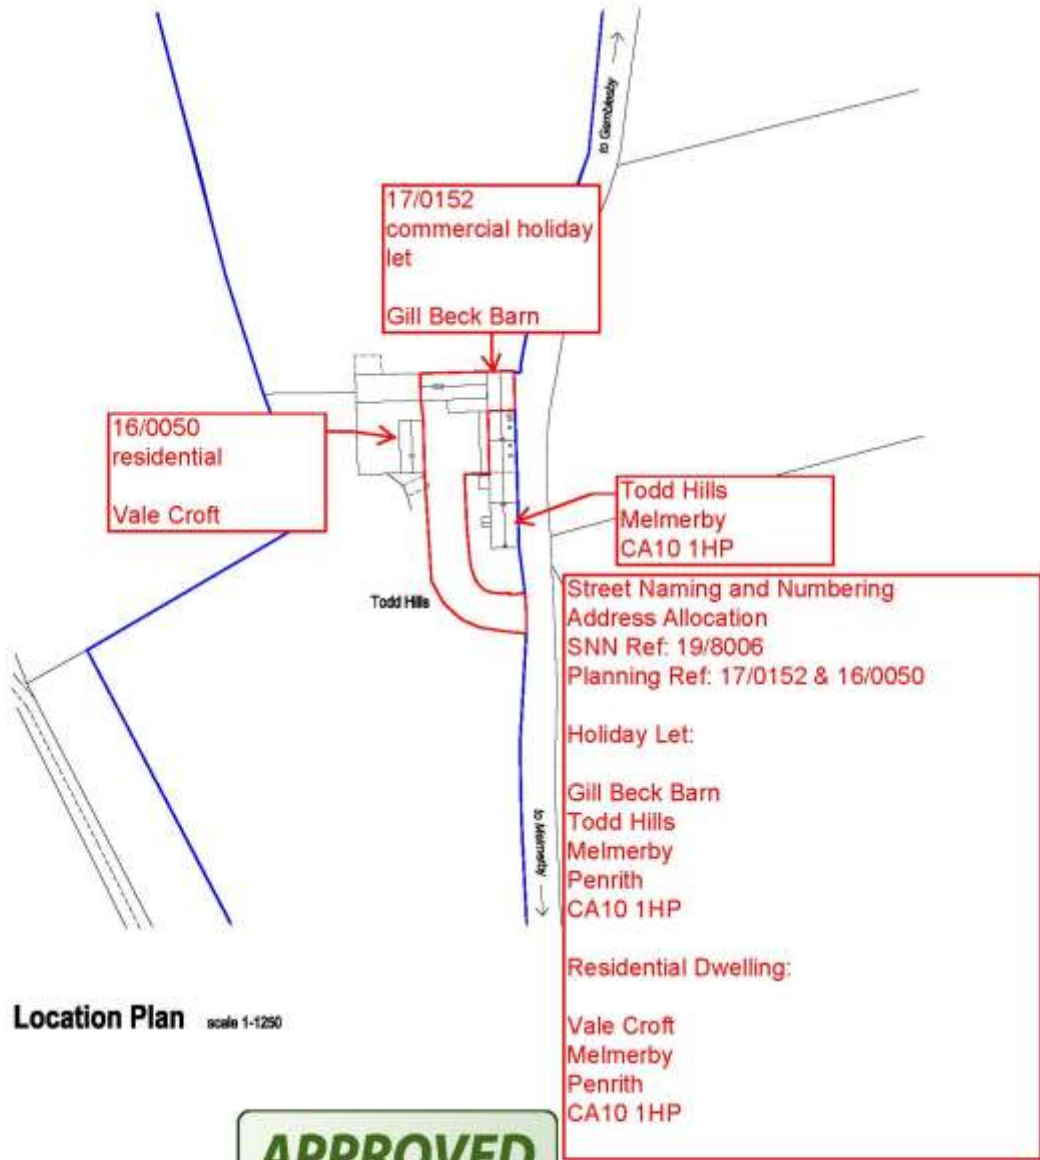 to Gamblesby
17/0152
commercial holiday
let
Gill Beck Barn
16/0050
residential
Vale Croft
Todd Hills
Melmerby
CA10 1HP
Todd Hills
Street Naming and Numbering
Address Allocation
SNN Ref: 19/8006
Planning Ref: 17/0152 & 16/0050
Holiday Let:
Gill Beck Barn
Todd Hills
Melmerby
Penrith
CA10 1HP
Residential Dwelling:
Vale Croft
Melmerby
Penrith
CA10 1HP
to Melmerby
Location Plan scale 1-1250
APPROVED